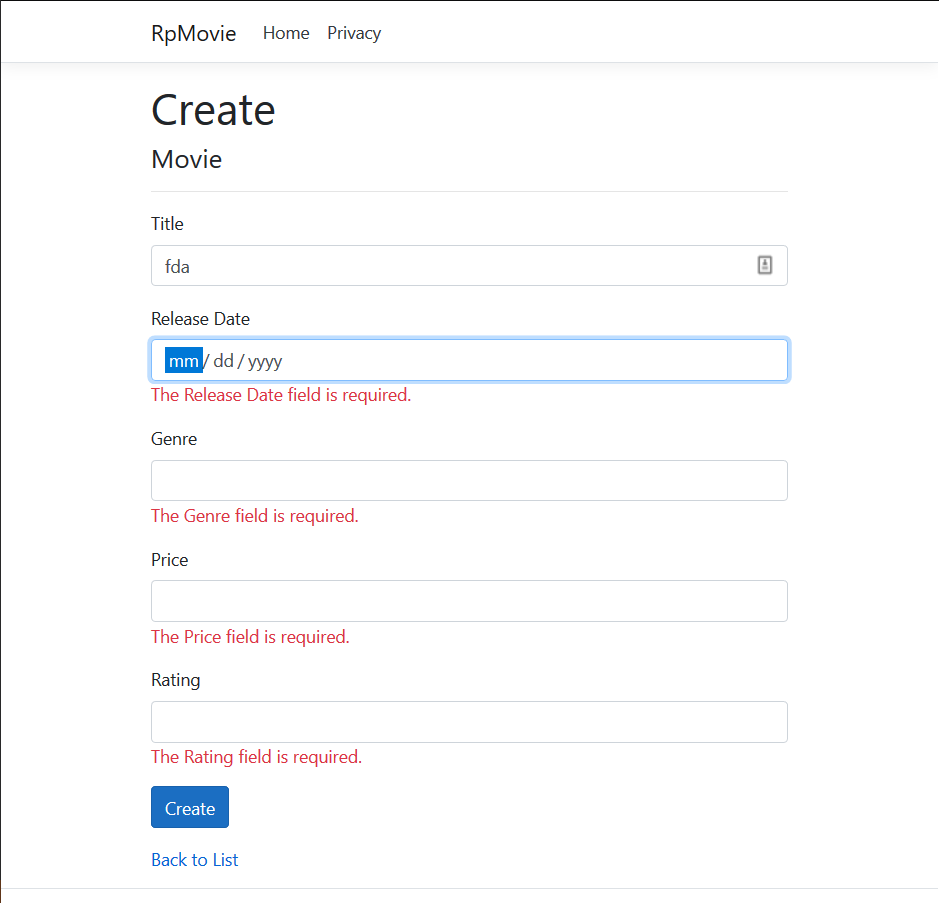 RpMovie Home Privacy
Create
Movie
Title
fda
Release Date
mm / dd / yyyy
The Release Date field is required.
Genre
The Genre field is required.
Price
The Price field is required.
Rating
The Rating field is required.
Create
Back to List